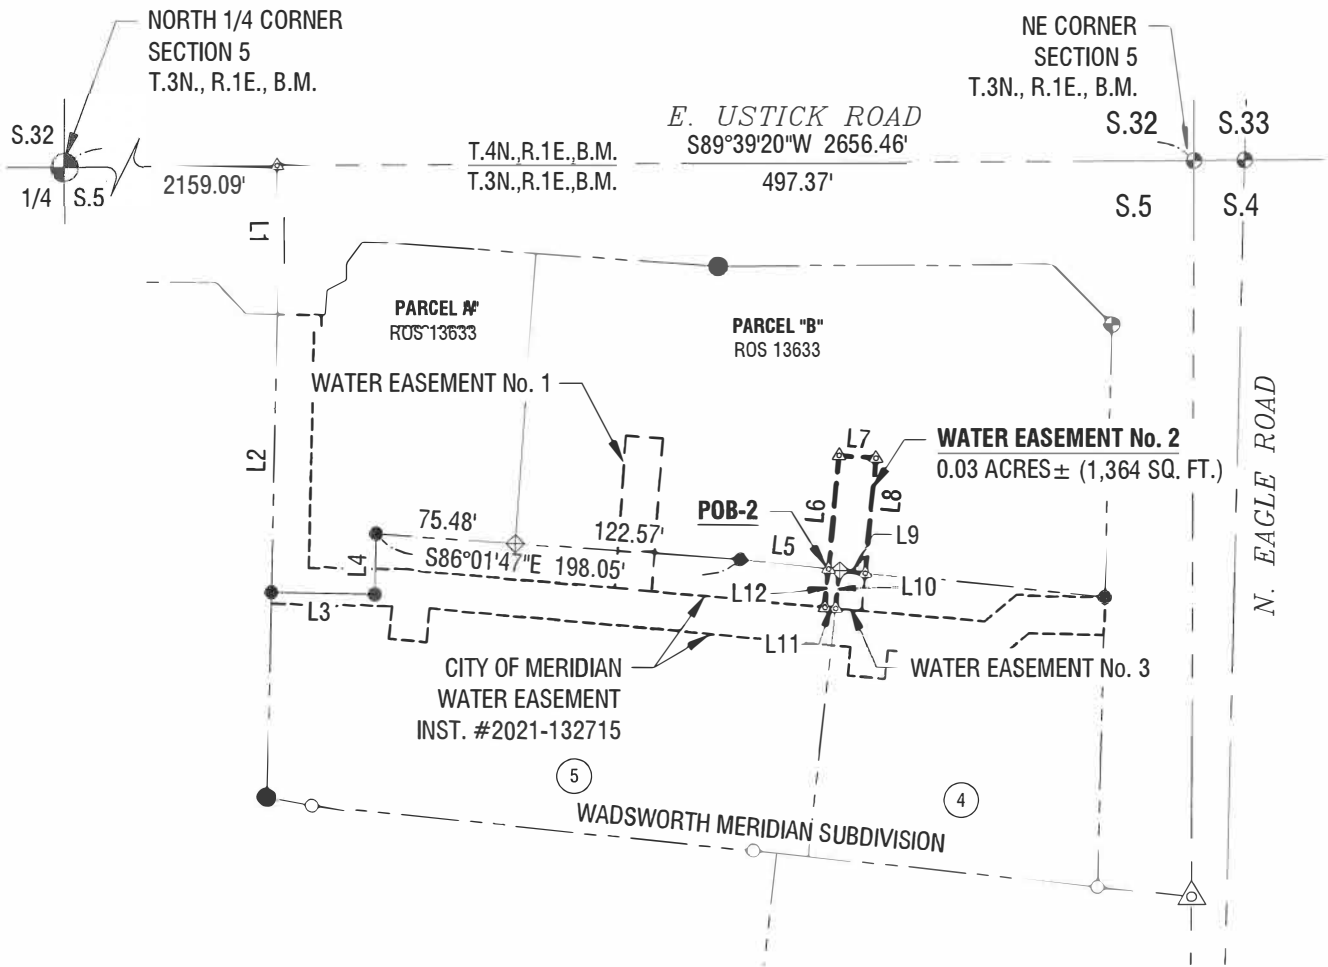 NORTH 1/4 CORNER
SECTION 5
T.3N., R.1E., B.M.
NE CORNER
SECTION 5
T.3N., R.1E., B.M.
S.32
1/4
S.5
2159.09'
T.4N.,R.1E.,B.M.
T.3N.,R.1E.,B.M.
E. USTICK ROAD
S89°39'20"W 2656.46'
497.37'
S.32
S.33
S.5
S.4
L1
PARCEL
ROS 13633
PARCEL "B"
ROS 13633
WATER EASEMENT No. 1
L2
L7
WATER EASEMENT No. 2
0.03 ACRES± (1,364 SQ. FT.)
N. EAGLE ROAD
L6
L8
POB-2
75.48'
122.57'
L5
L9
L4
S86°01'47"E 198.05'
L12
L10
L3
L11
CITY OF MERIDIAN
WATER EASEMENT
INST. #2021-132715
WATER EASEMENT No. 3
5
4
WADSWORTH MERIDIAN SUBDIVISION